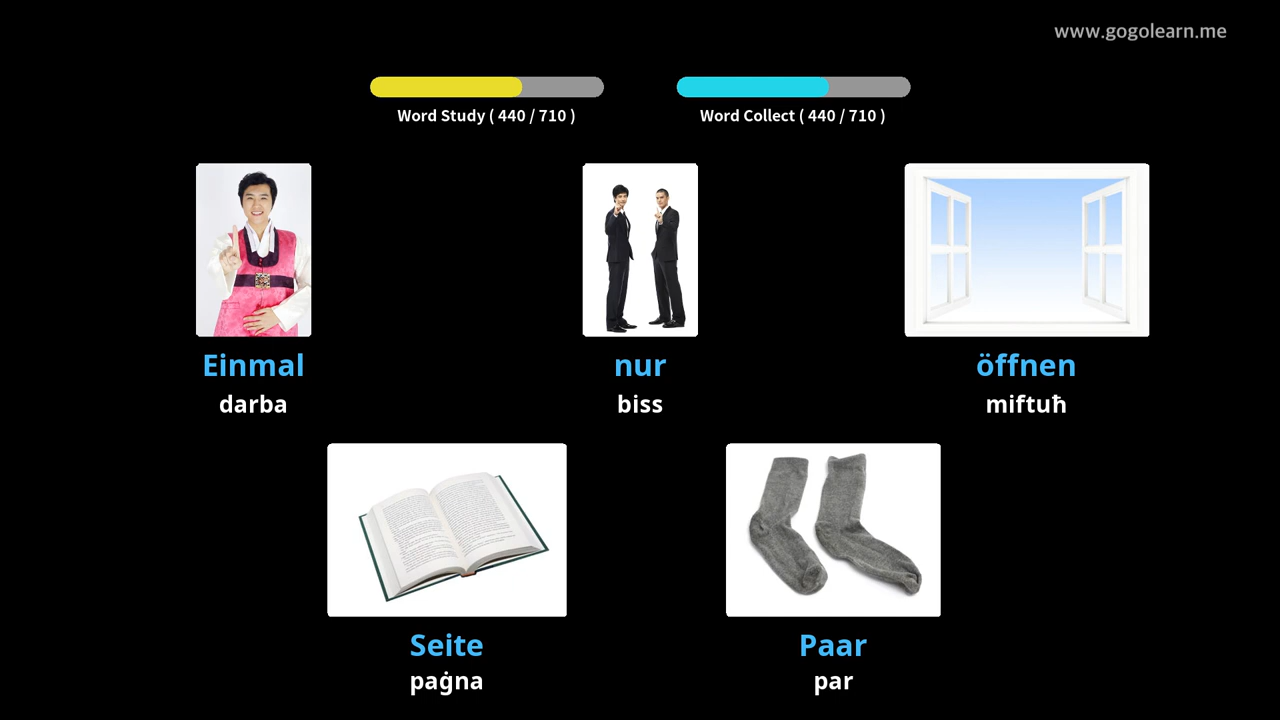 www.gogolearn.me
Word Study ( 440 / 710 )
Word Collect ( 440 / 710 )
Einmal
darba
nur
biss
öffnen
miftuħ
Seite
paġna
Paar
par